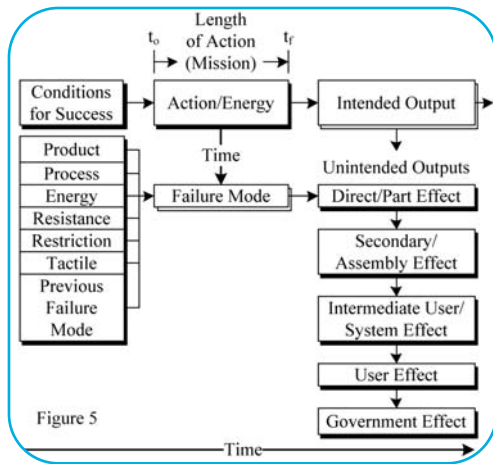 Length
of Action
(Mission)
to
tf
Conditions
for Success
Action/Energy
Intended Output
Time
Unintended Outputs
Product
Process
Energy
Resistance
Restriction
Tactile
Previous
Failure
Mode
Failure Mode
Direct/Part Effect
Secondary/
Assembly Effect
Intermediate User/
System Effect
User Effect
Government Effect
Figure 5
Time